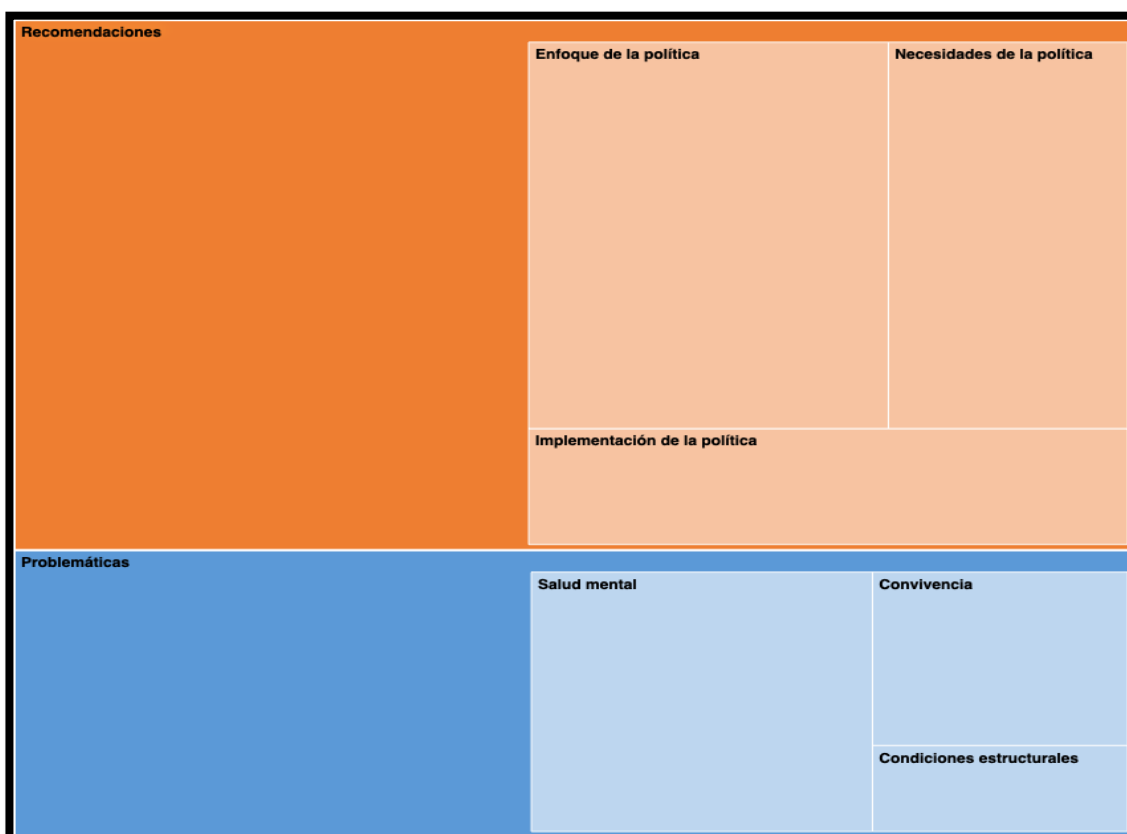 Recomendaciones
Enfoque de la política
Necesidades de la política
Implementación de la política
Problemáticas
Salud mental
Convivencia
Condiciones estructurales